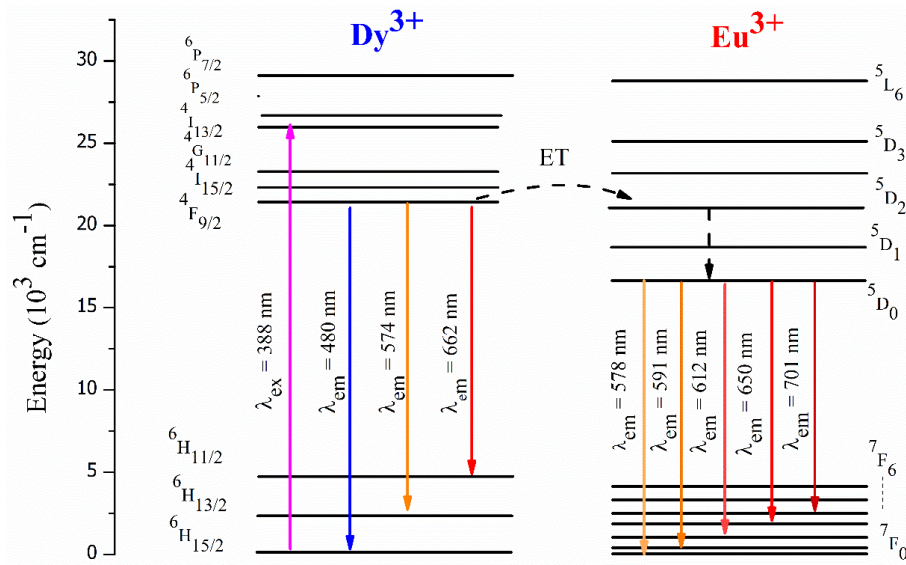 Dy³⁺
Eu³⁺
Energy (10³ cm⁻¹)
30
25
20
15
10
5
0
⁶P₇/₂
⁶P₅/₂
⁴I₁₃/₂
⁴G₁₁/₂
⁴I₁₅/₂
⁴F₉/₂
⁶H₁₁/₂
⁶H₁₃/₂
⁶H₁₅/₂
λex = 388 nm
λem = 480 nm
λem = 574 nm
λem = 662 nm
ET
λem = 578 nm
λem = 591 nm
λem = 612 nm
λem = 650 nm
λem = 701 nm
⁵L₆
⁵D₃
⁵D₂
⁵D₁
⁵D₀
⁷F₆
⁷F₀